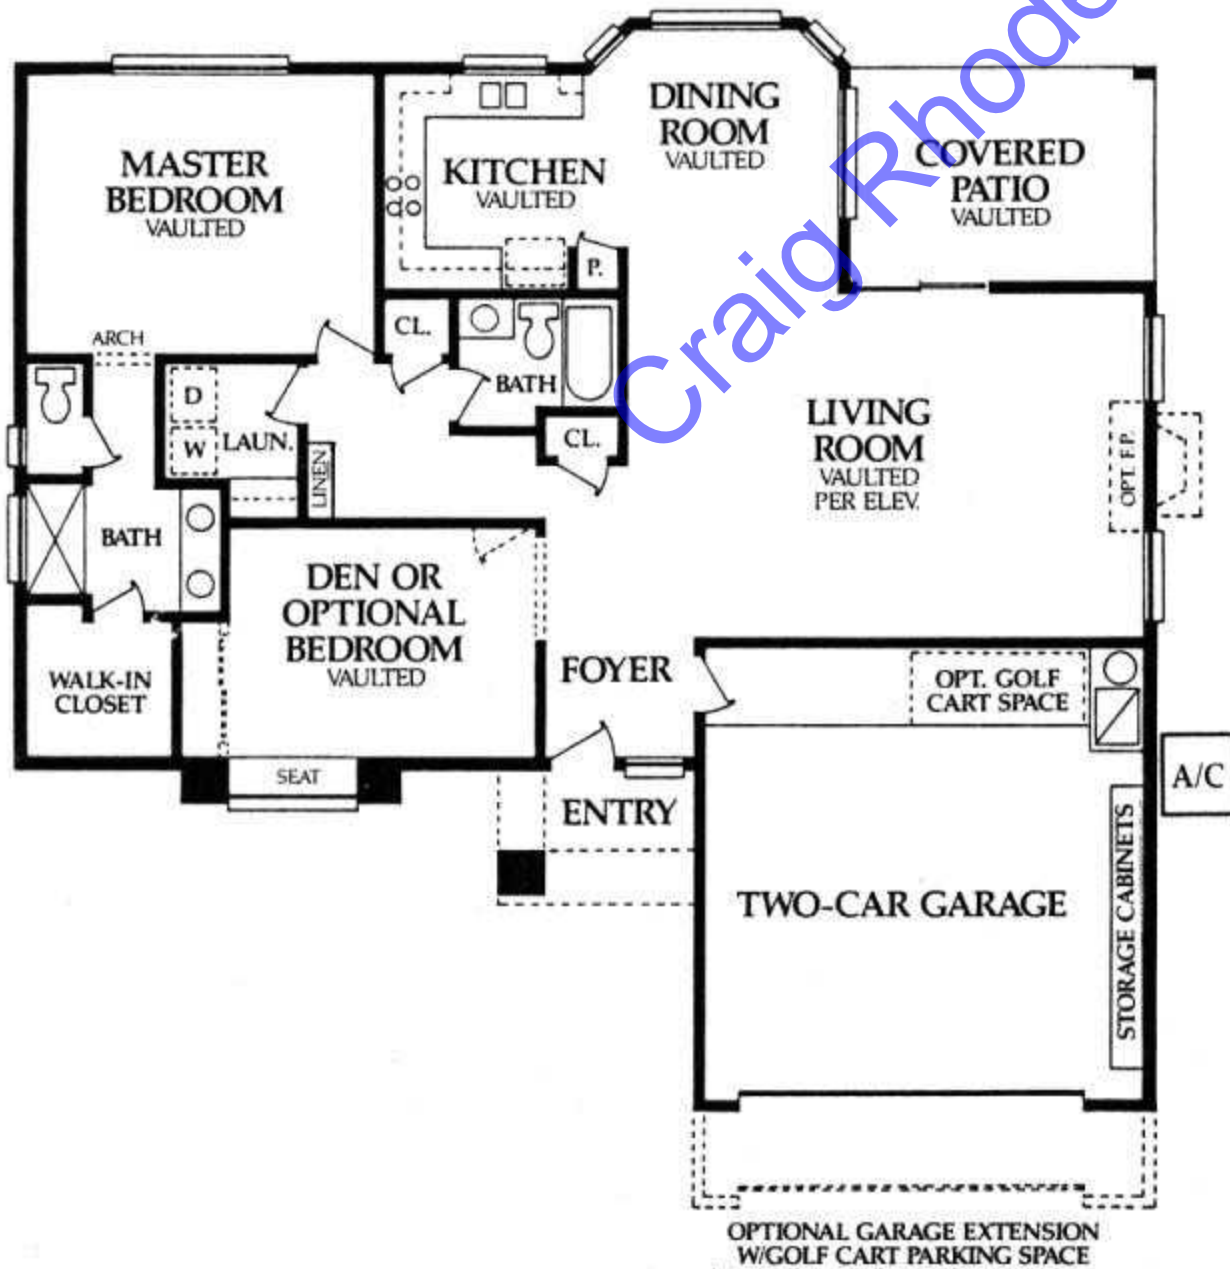 MASTER
BEDROOM
VAULTED
KITCHEN
VAULTED
DINING
ROOM
VAULTED
COVERED
PATIO
VAULTED
P.
ARCH
CL.
BATH
D
W
LAUN.
LINEN
CL.
LIVING
ROOM
VAULTED
PER ELEV.
OPT. F.P.
BATH
DEN OR
OPTIONAL
BEDROOM
VAULTED
WALK-IN
CLOSET
SEAT
FOYER
ENTRY
OPT. GOLF
CART SPACE
A/C
TWO-CAR GARAGE
STORAGE CABINETS
OPTIONAL GARAGE EXTENSION
W/GOLF CART PARKING SPACE
Craig